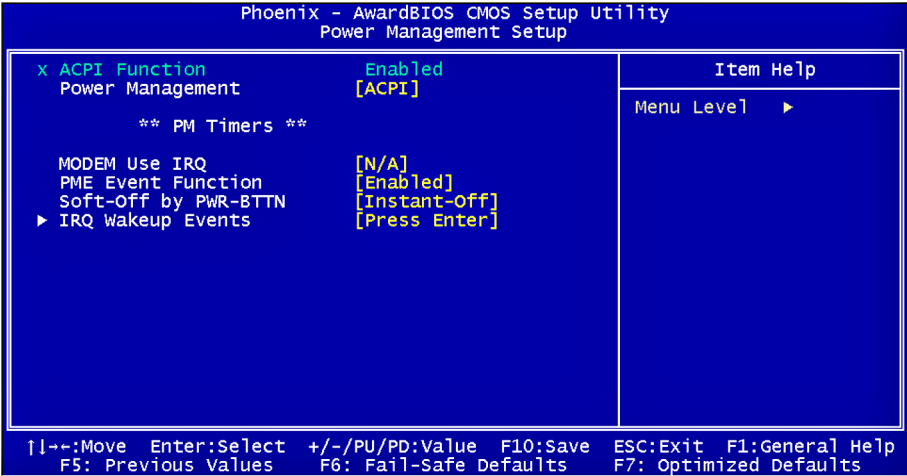 Phoenix - AwardBIOS CMOS Setup Utility
Power Management Setup
x ACPI Function Enabled
Power Management [ACPI]
** PM Timers **
MODEM Use IRQ [N/A]
PME Event Function [Enabled]
Soft-Off by PWR-BTTN [Instant-Off]
► IRQ Wakeup Events [Press Enter]
Item Help
Menu Level ►
↑↓→←:Move Enter:Select +/-/PU/PD:Value F10:Save ESC:Exit F1:General Help
F5: Previous Values F6: Fail-Safe Defaults F7: Optimized Defaults